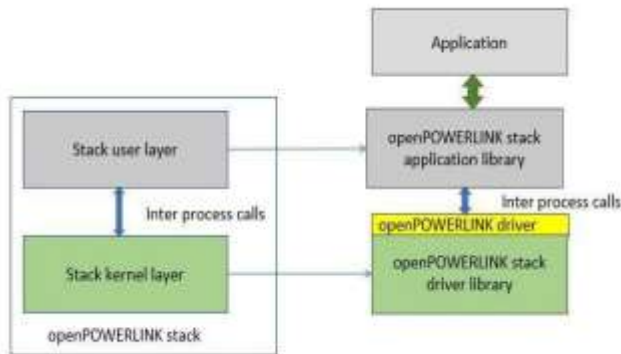 Application
Stack user layer
openPOWERLINK stack
application library
Inter process calls
Inter process calls
openPOWERLINK driver
Stack kernel layer
openPOWERLINK stack
driver library
openPOWERLINK stack